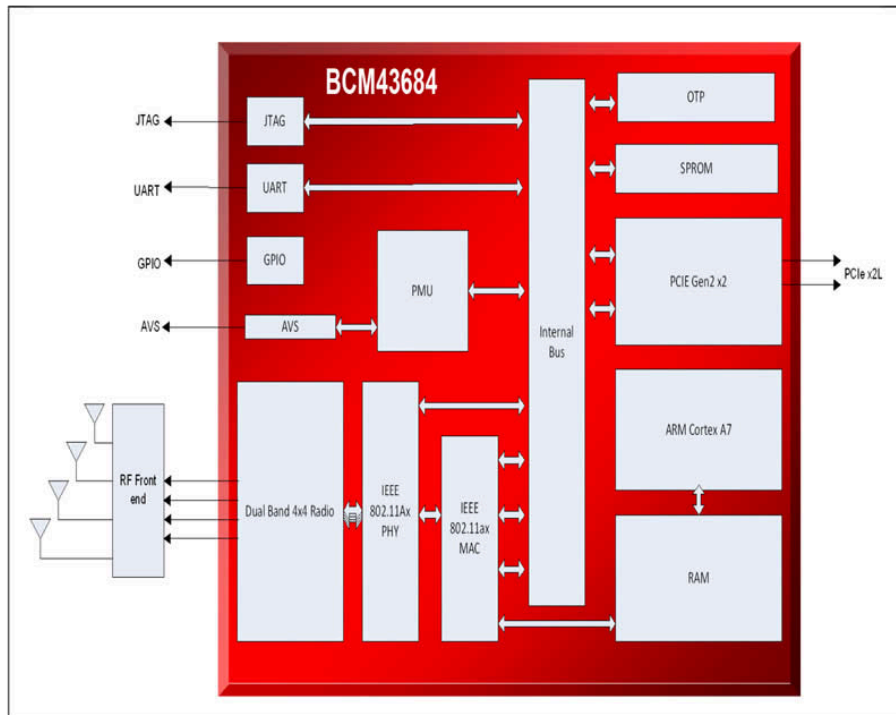 BCM43684
OTP
JTAG
JTAG
SPROM
UART
UART
GPIO
GPIO
PMU
PCIE Gen2 x2
PCIe x2L
AVS
AVS
Internal
Bus
ARM Cortex A7
RF Front
end
Dual Band 4x4 Radio
IEEE
802.11Ax
PHY
IEEE
802.11ax
MAC
RAM